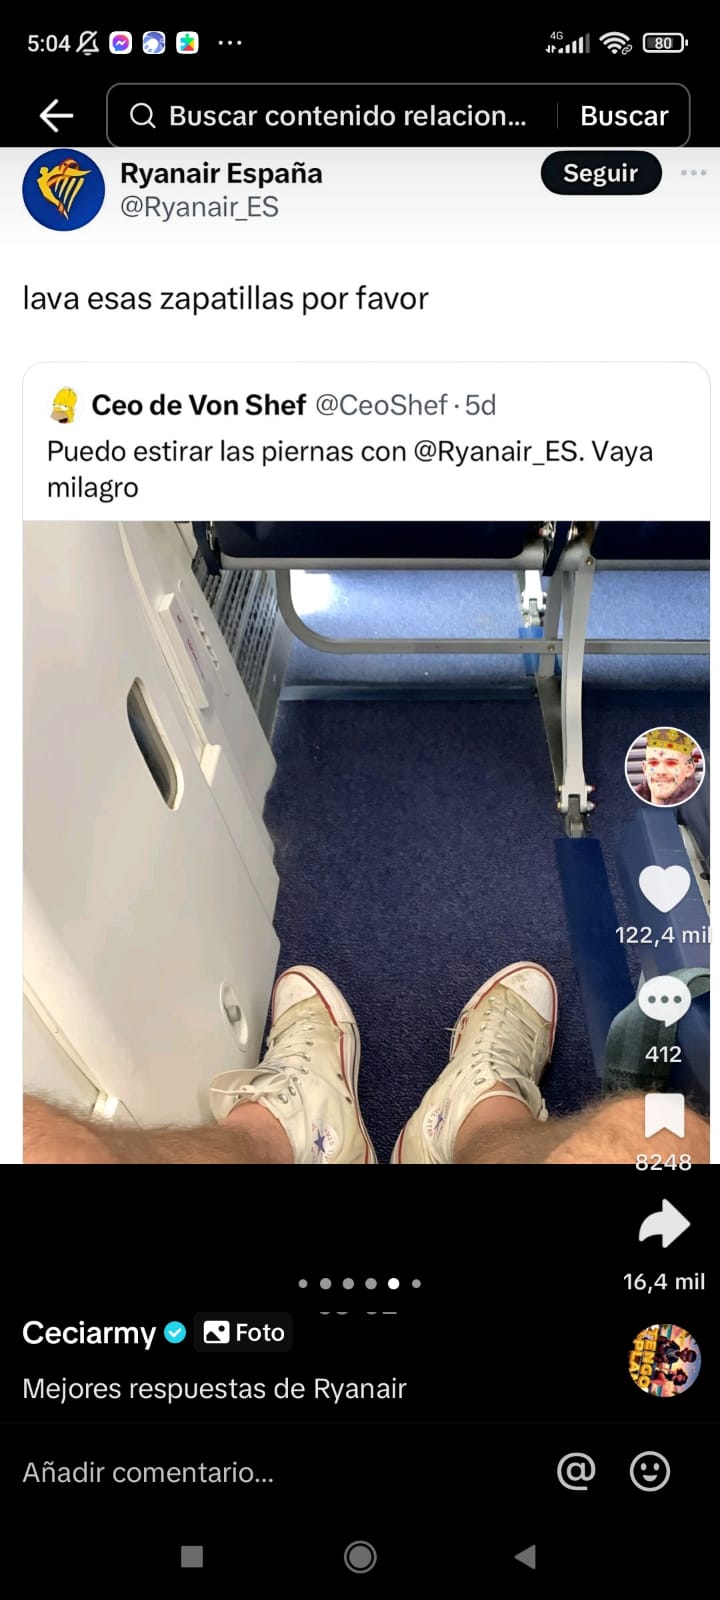 5:04
4G
80
Buscar contenido relacion...
Buscar
Ryanair España
Seguir
@Ryanair_ES
lava esas zapatillas por favor
Ceo de Von Shef @CeoShef · 5d
Puedo estirar las piernas con @Ryanair_ES. Vaya
milagro
122,4 mil
412
8248
16,4 mil
Ceciarmy
Foto
Mejores respuestas de Ryanair
Añadir comentario...